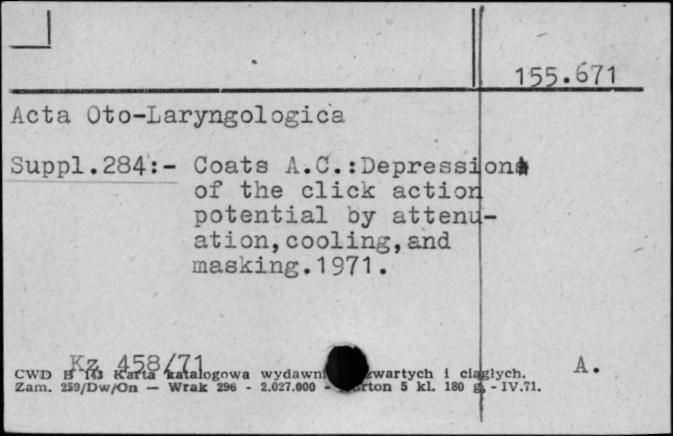 155.671
Acta Oto-Laryngologica
Suppl.284:- Coats A.C.:Depression
of the click action
potential by attenu-
ation,cooling,and
masking.1971.
Kz 458/71 A.
CWD B 143 Karta katalogowa wydawn wartych i ciągłych.
Zam. 259/Dw/On — Wrak 296 - 2.027.000 - rton 5 kl. 180 g - IV.71.